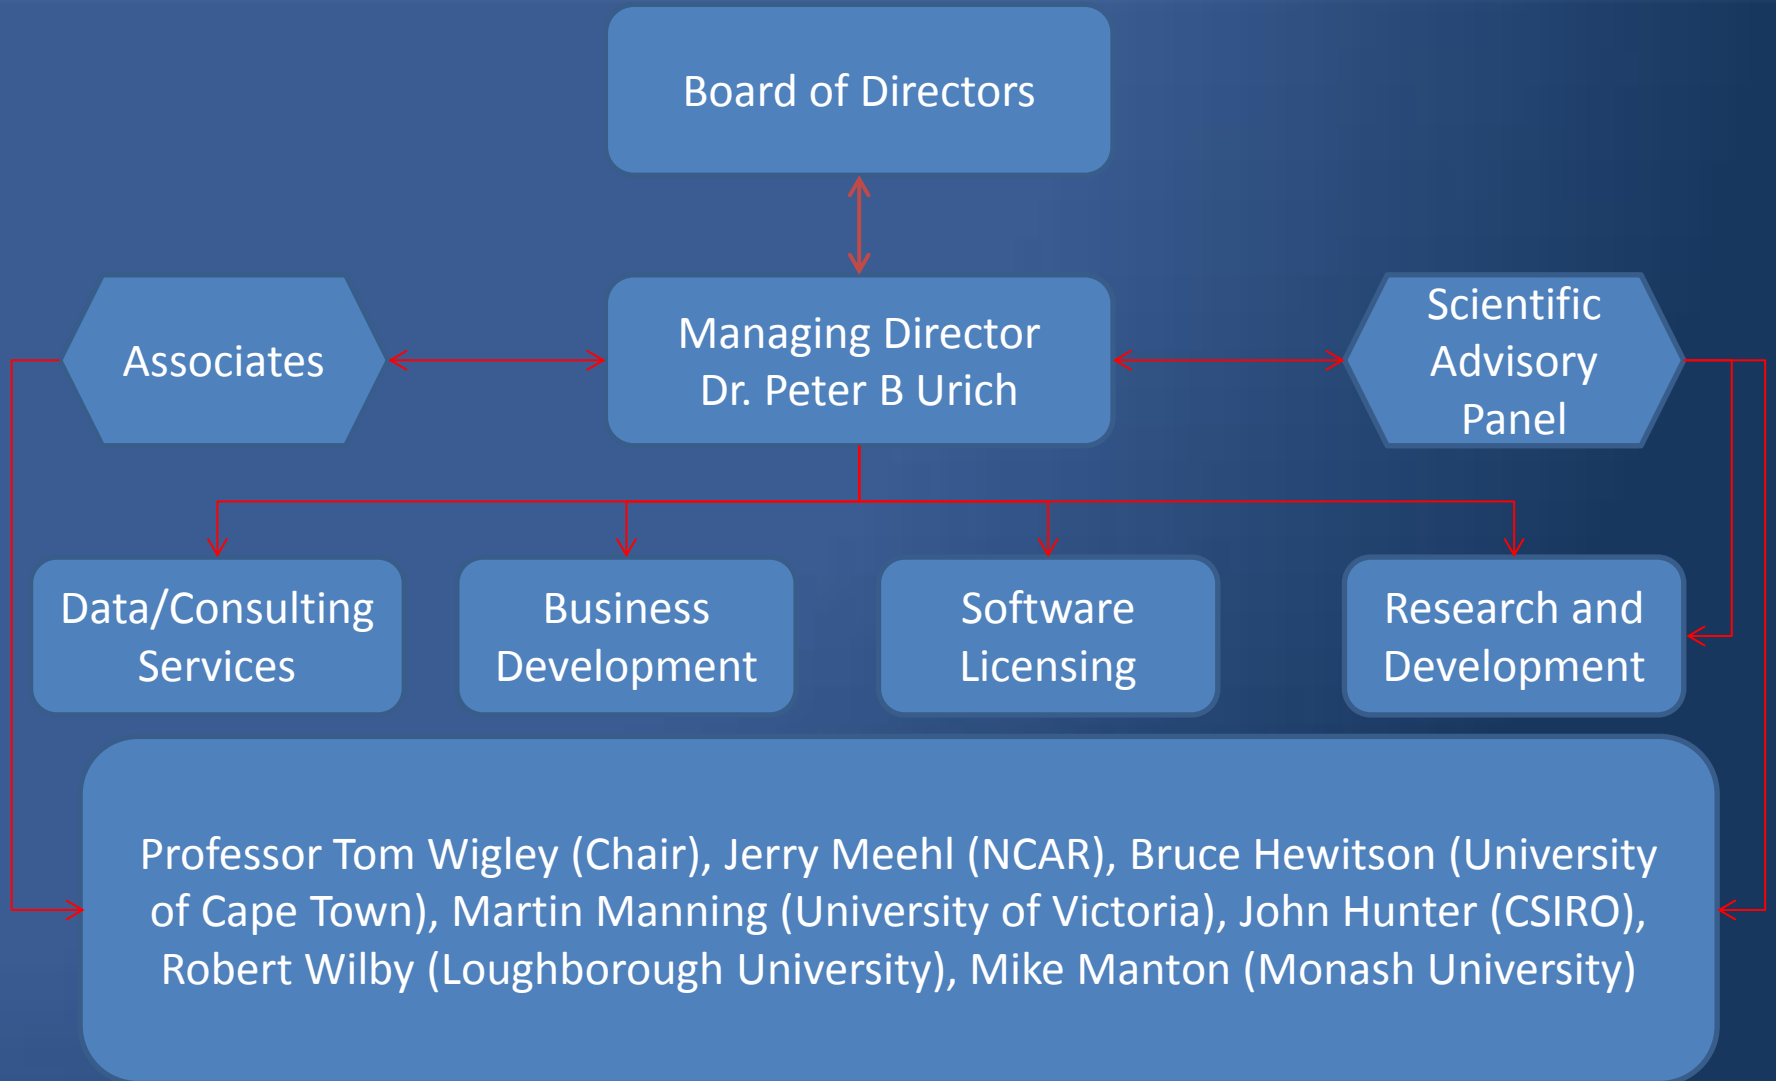 Board of Directors
Associates
Managing Director
Dr. Peter B Urich
Scientific
Advisory
Panel
Data/Consulting
Services
Business
Development
Software
Licensing
Research and
Development
Professor Tom Wigley (Chair), Jerry Meehl (NCAR), Bruce Hewitson (University
of Cape Town), Martin Manning (University of Victoria), John Hunter (CSIRO),
Robert Wilby (Loughborough University), Mike Manton (Monash University)